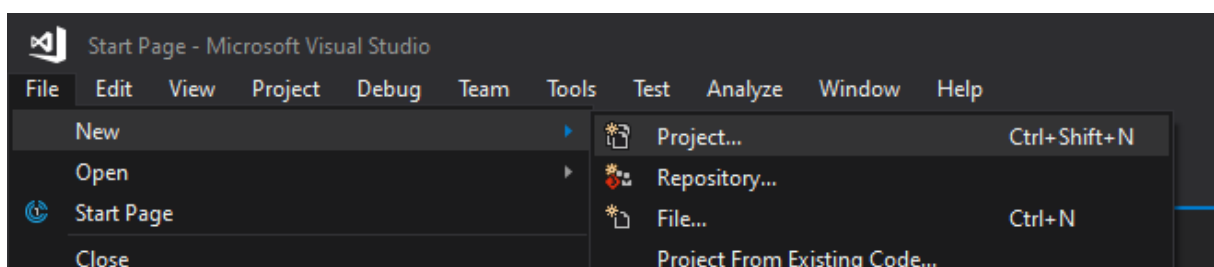 Start Page - Microsoft Visual Studio
File Edit View Project Debug Team Tools Test Analyze Window Help
New Project... Ctrl+Shift+N
Open Repository...
Start Page File... Ctrl+N
Close Project From Existing Code...